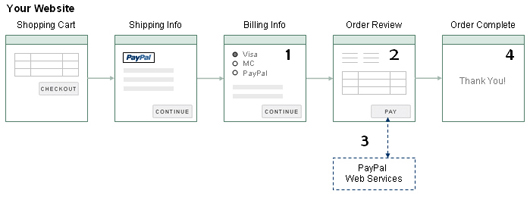 Your Website
Shopping Cart
Shipping Info
Billing Info
Order Review
Order Complete
CHECKOUT
PayPal
CONTINUE
Visa
MC
PayPal
1
CONTINUE
2
PAY
4
Thank You!
3
PayPal
Web Services